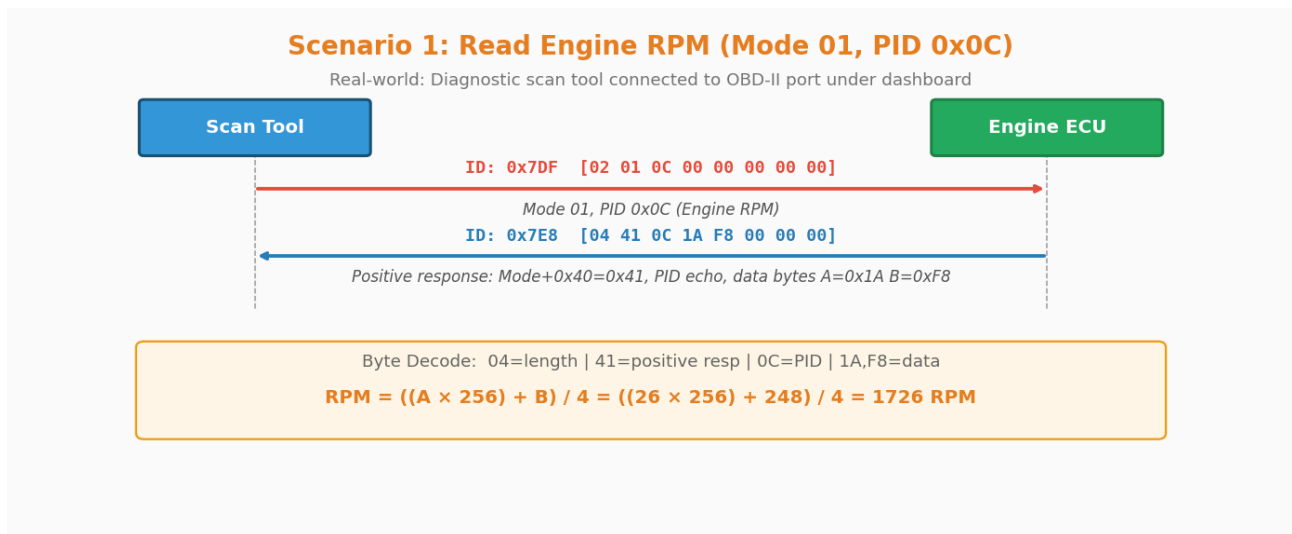 Scenario 1: Read Engine RPM (Mode 01, PID 0x0C)
Real-world: Diagnostic scan tool connected to OBD-II port under dashboard
Scan Tool
Engine ECU
ID: 0x7DF  [02 01 0C 00 00 00 00 00]
Mode 01, PID 0x0C (Engine RPM)
ID: 0x7E8  [04 41 0C 1A F8 00 00 00]
Positive response: Mode+0x40=0x41, PID echo, data bytes A=0x1A B=0xF8
Byte Decode:  04=length | 41=positive resp | 0C=PID | 1A,F8=data
RPM = ((A × 256) + B) / 4 = ((26 × 256) + 248) / 4 = 1726 RPM